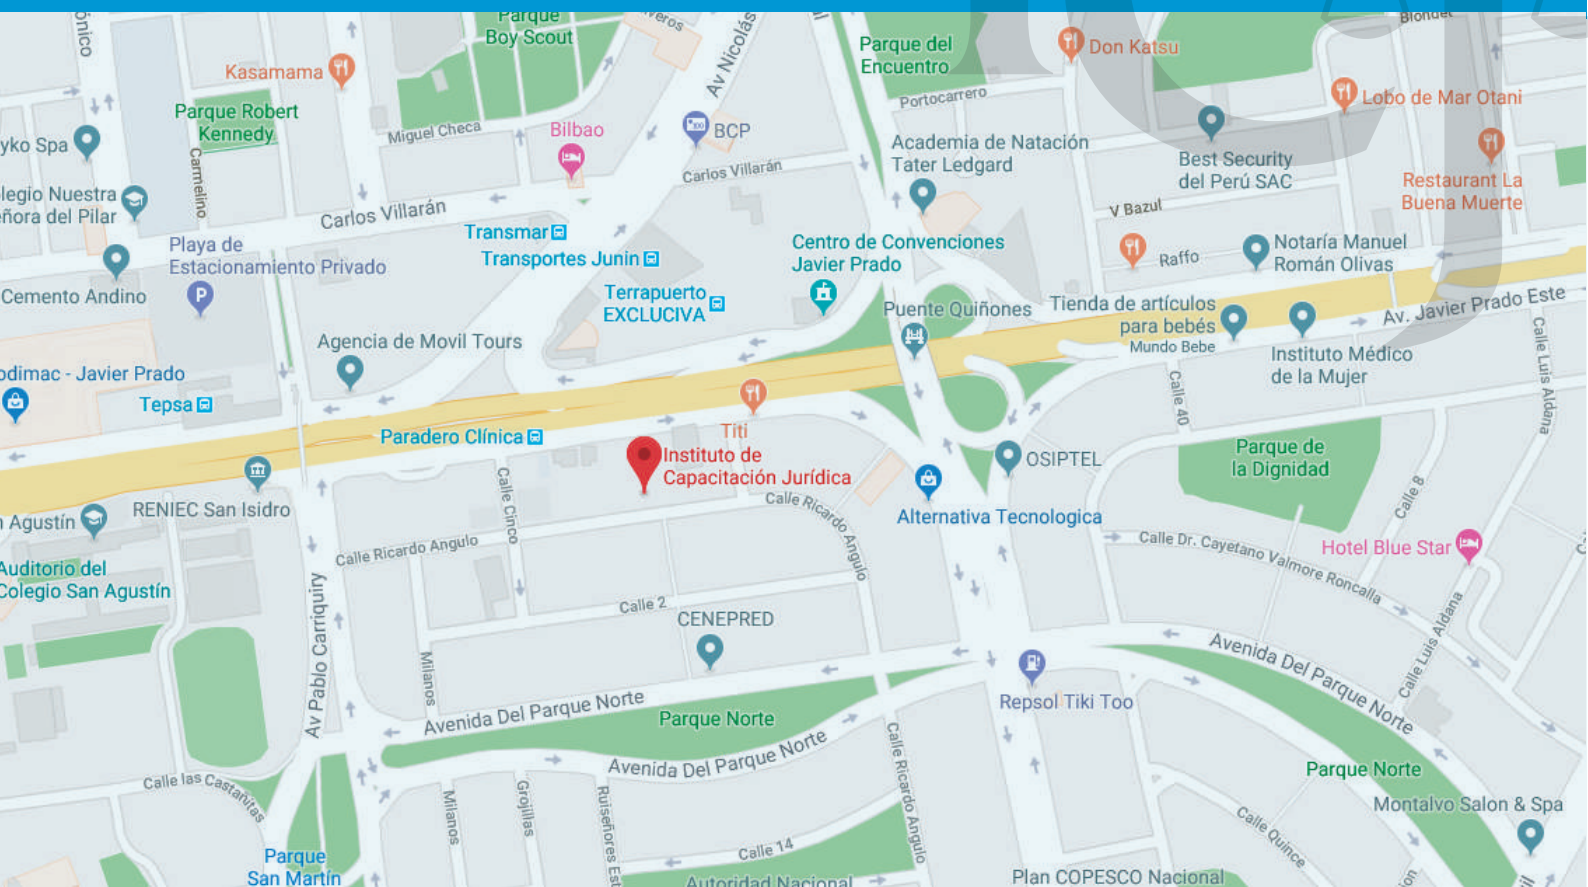 Parque
Boy Scout
Av Nicolás
Parque del
Encuentro
Don Katsu
Blondet
Kasamama
Parque Robert
Kennedy
Miguel Checa
Bilbao
BCP
Portocarrero
Lobo de Mar Otani
Academia de Natación
Tater Ledgard
Best Security
del Perú SAC
Restaurant La
Buena Muerte
yko Spa
Carmelino
Carlos Villarán
legio Nuestra
ñora del Pilar
Carlos Villarán
V Bazul
Playa de
Estacionamiento Privado
Transmar
Transportes Junin
Centro de Convenciones
Javier Prado
Raffo
Notaría Manuel
Román Olivas
Cemento Andino
P
Terrapuerto
EXCLUCIVA
Puente Quiñones
Tienda de artículos
para bebés
Mundo Bebe
Av. Javier Prado Este
Agencia de Movil Tours
Instituto Médico
de la Mujer
Calle Luis Aldana
odimac - Javier Prado
Tepsa
Calle 40
Paradero Clínica
Titi
Instituto de
Capacitación Jurídica
OSIPTEL
Parque de
la Dignidad
RENIEC San Isidro
Calle Cinco
Calle Ricardo Angulo
Alternativa Tecnologica
Calle 8
Agustín
Calle Ricardo Angulo
Calle Dr. Cayetano Valmore Roncalla
Hotel Blue Star
Auditorio del
Colegio San Agustín
Av Pablo Carriquiry
Calle 2
CENEPRED
Calle Luis Aldana
Milanos
Avenida Del Parque Norte
Avenida Del Parque Norte
Parque Norte
Repsol Tiki Too
Avenida Del Parque Norte
Calle Ricardo Angulo
Parque Norte
Calle las Castañitas
Milanos
Grojillas
Ruiseñores Est
Montalvo Salon & Spa
Calle Quince
Parque
San Martín
Calle 14
Autoridad Nacional
Plan COPESCO Nacional